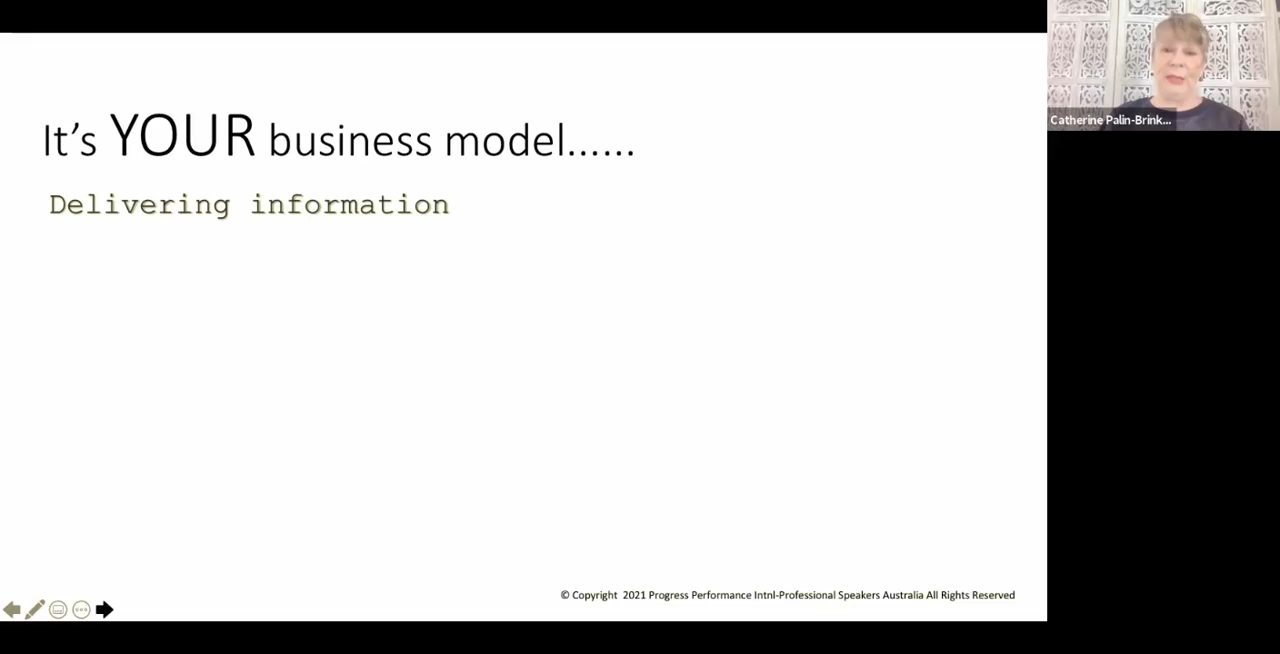 It's YOUR business model......
Delivering information
Catherine Palin-Brink...
© Copyright 2021 Progress Performance Intnl-Professional Speakers Australia All Rights Reserved